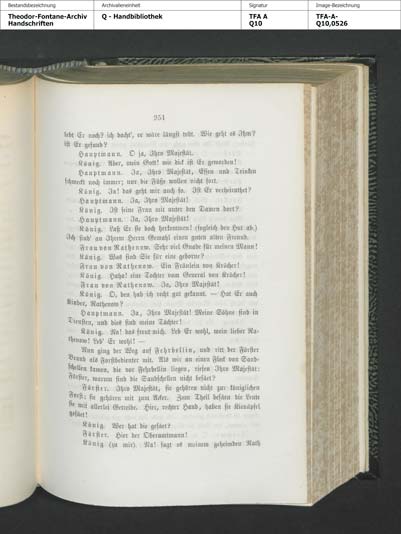 Bestandsbezeichnung
Archivalieneinheit
Signatur
Image-Bezeichnung
Theodor-Fontane-Archiv
Handschriften
Q - Handbibliothek
TFA A
Q10
TFA-A-
Q10,0526
251
lebt Er noch? ich dacht', er wäre längst todt. Wie geht es Ihm?
ist Er gesund?
Hauptmann. O ja, Ihro Majestät.
König. Aber, mein Gott! wie dick ist Er geworden!
Hauptmann. Ja, Ihro Majestät, Essen und Trinken
schmeckt noch immer; nur die Füße wollen nicht fort.
König. Ja! das geht mir auch so. Ist Er verheirathet?
Hauptmann. Ja, Ihro Majestät!
König. Ist seine Frau mit unter den Damen dort?
Hauptmann. Ja, Ihro Majestät!
König. Laß Er sie doch herkommen! (sogleich den Hut ab.)
Ich find' an Ihrem Herrn Gemahl einen guten alten Freund.
Frau von Rathenow. Sehr viel Gnade für meinen Mann!
König. Was sind Sie für eine geborne?
Frau von Rathenow. Ein Fräulein von Kröcher!
König. Haha! eine Tochter vom General von Kröcher!
Frau von Rathenow. Ja, Ihro Majestät!
König. O, den hab ich recht gut gekannt. — Hat Er auch
Kinder, Rathenow?
Hauptmann. Ja, Ihro Majestät! Meine Söhne sind in
Diensten, und dies sind meine Töchter!
König. Na! das freut mich. Leb Er wohl, mein lieber Ra-
thenow! Leb' Er wohl! —
Nun ging der Weg auf Fehrbellin, und ritt der Förster
Brand als Forstbedienter mit. Als wir an einen Fleck von Sand-
schellen kamen, die vor Fehrbellin liegen, riefen Ihro Majestät:
Förster, warum sind die Sandschellen nicht besäet?
Förster. Ihro Majestät, sie gehören nicht zur königlichen
Forst; sie gehören mit zum Acker. Zum Theil besäen die Leute
sie mit allerlei Getreide. Hier, rechter Hand, haben sie Kienäpfel
gesäet!
König. Wer hat die gesäet?
Förster. Hier der Oberamtmann!
König (zu mir). Na! sagt es meinem geheimden Rath